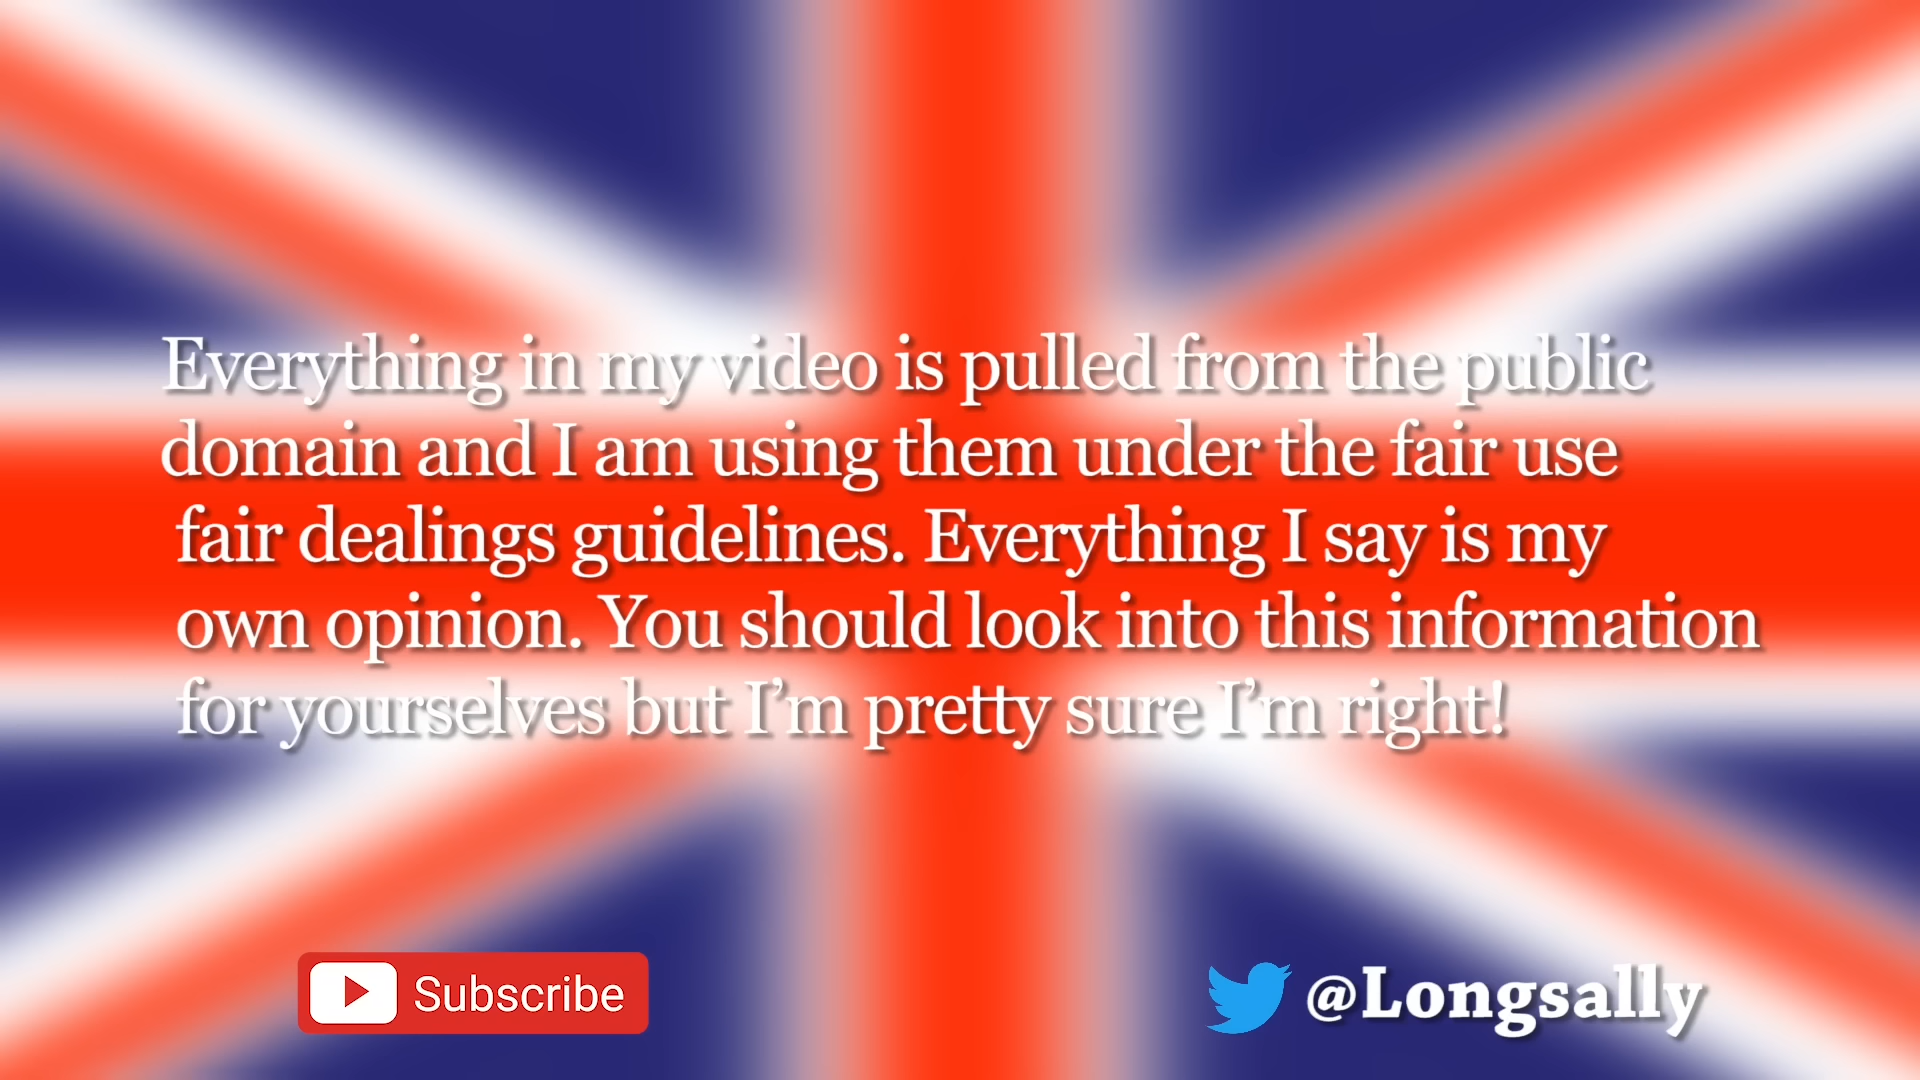 Everything in my video is pulled from the public
domain and I am using them under the fair use
fair dealings guidelines. Everything I say is my
own opinion. You should look into this information
for yourselves but I’m pretty sure I’m right!
Subscribe
@Longsally